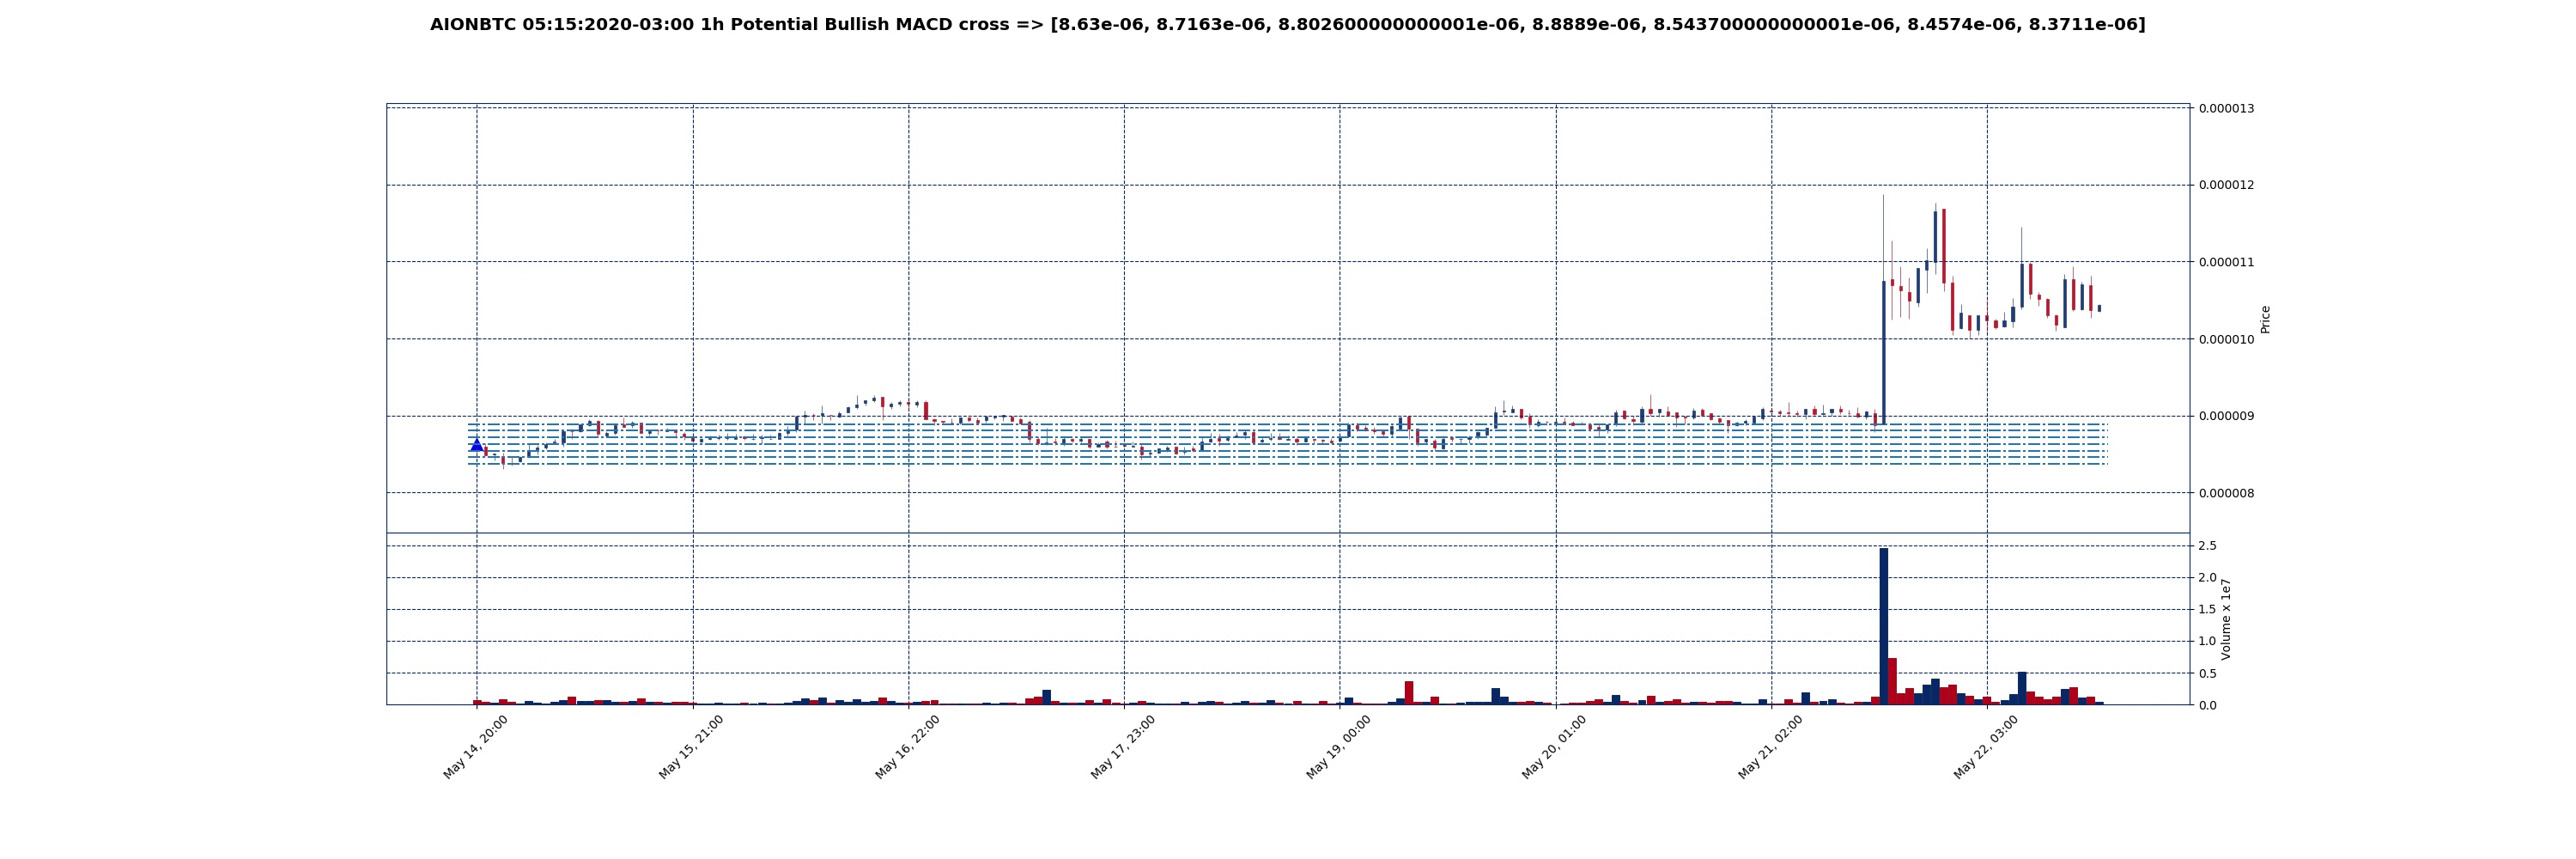 AIONBTC 05:15:2020-03:00 1h Potential Bullish MACD cross => [8.63e-06, 8.7163e-06, 8.802600000000001e-06, 8.8889e-06, 8.543700000000001e-06, 8.4574e-06, 8.3711e-06]
0.000013
0.000012
0.000011
0.000010
0.000009
0.000008
Price
2.5
2.0
1.5
1.0
0.5
0.0
Volume x 1e7
May 14, 20:00
May 15, 21:00
May 16, 22:00
May 17, 23:00
May 19, 00:00
May 20, 01:00
May 21, 02:00
May 22, 03:00